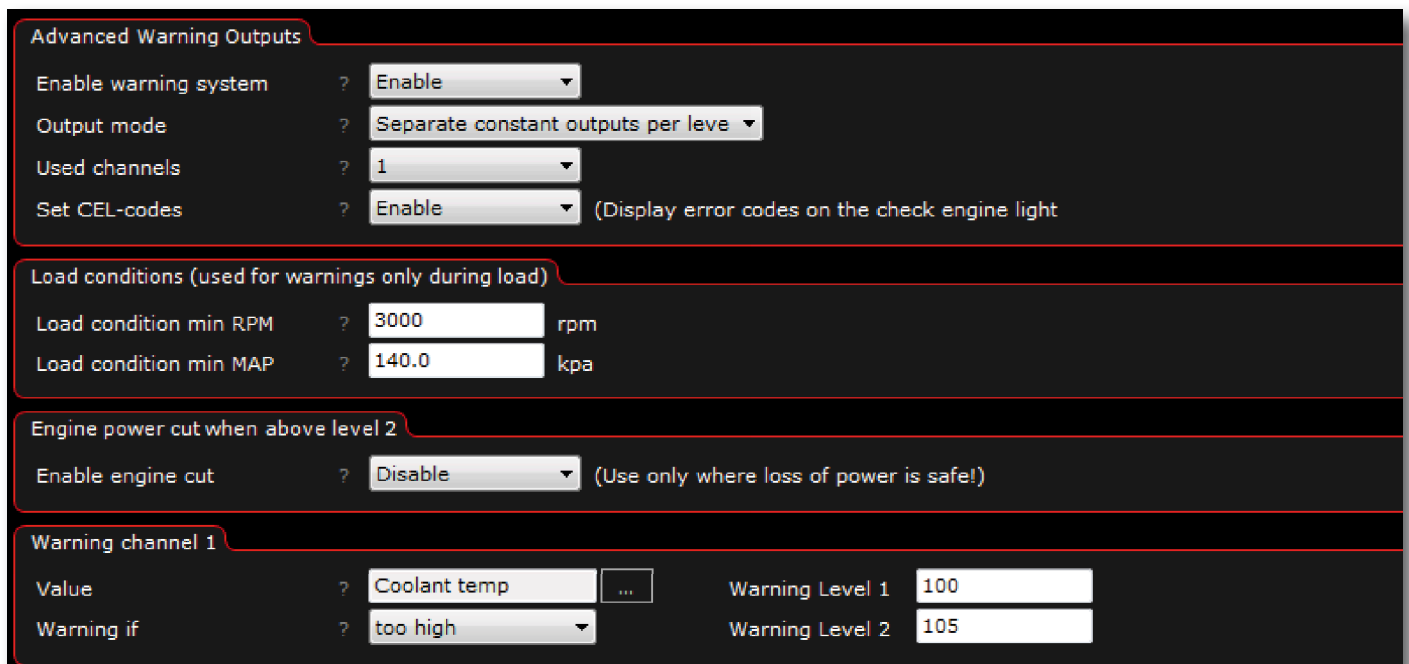 Advanced Warning Outputs
Enable warning system ? Enable
Output mode ? Separate constant outputs per leve
Used channels ? 1
Set CEL-codes ? Enable (Display error codes on the check engine light
Load conditions (used for warnings only during load)
Load condition min RPM ? 3000 rpm
Load condition min MAP ? 140.0 kpa
Engine power cut when above level 2
Enable engine cut ? Disable (Use only where loss of power is safe!)
Warning channel 1
Value ? Coolant temp ... Warning Level 1 100
Warning if ? too high Warning Level 2 105